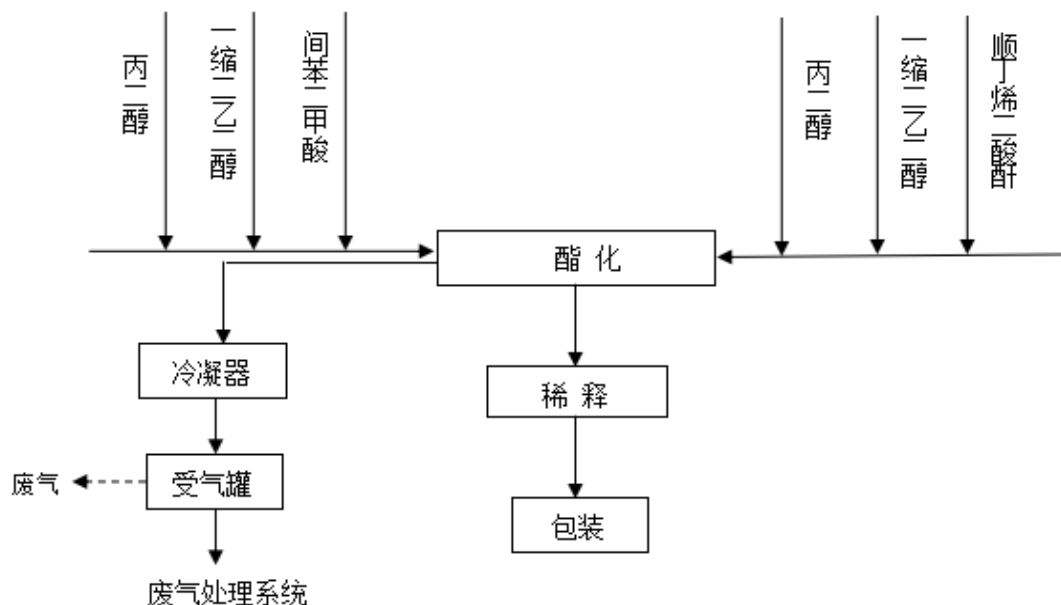 丙二醇
一缩二乙二醇
间苯二甲酸
丙二醇
一缩二乙二醇
顺丁烯二酸酐
酯 化
冷凝器
稀 释
废气
受气罐
包装
废气处理系统